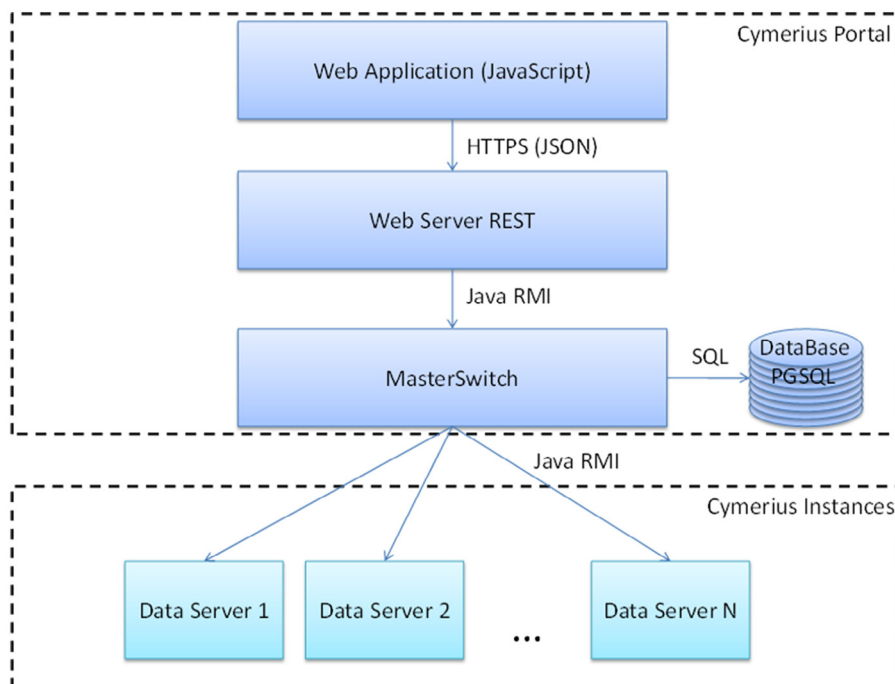 Cymerius Portal
Web Application (JavaScript)
HTTPS (JSON)
Web Server REST
Java RMI
MasterSwitch
SQL
DataBase
PGSQL
Java RMI
Cymerius Instances
Data Server 1
Data Server 2
...
Data Server N